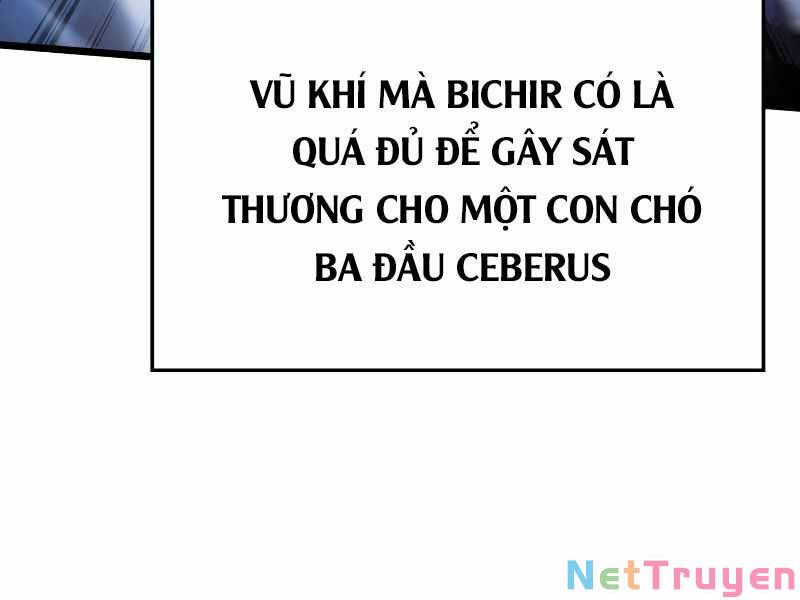 VŨ KHÍ MÀ BICHIR CÓ LÀ
QUÁ ĐỦ ĐỂ GÂY SÁT
THƯƠNG CHO MỘT CON CHÓ
BA ĐẦU CEBERUS
NetTruyen